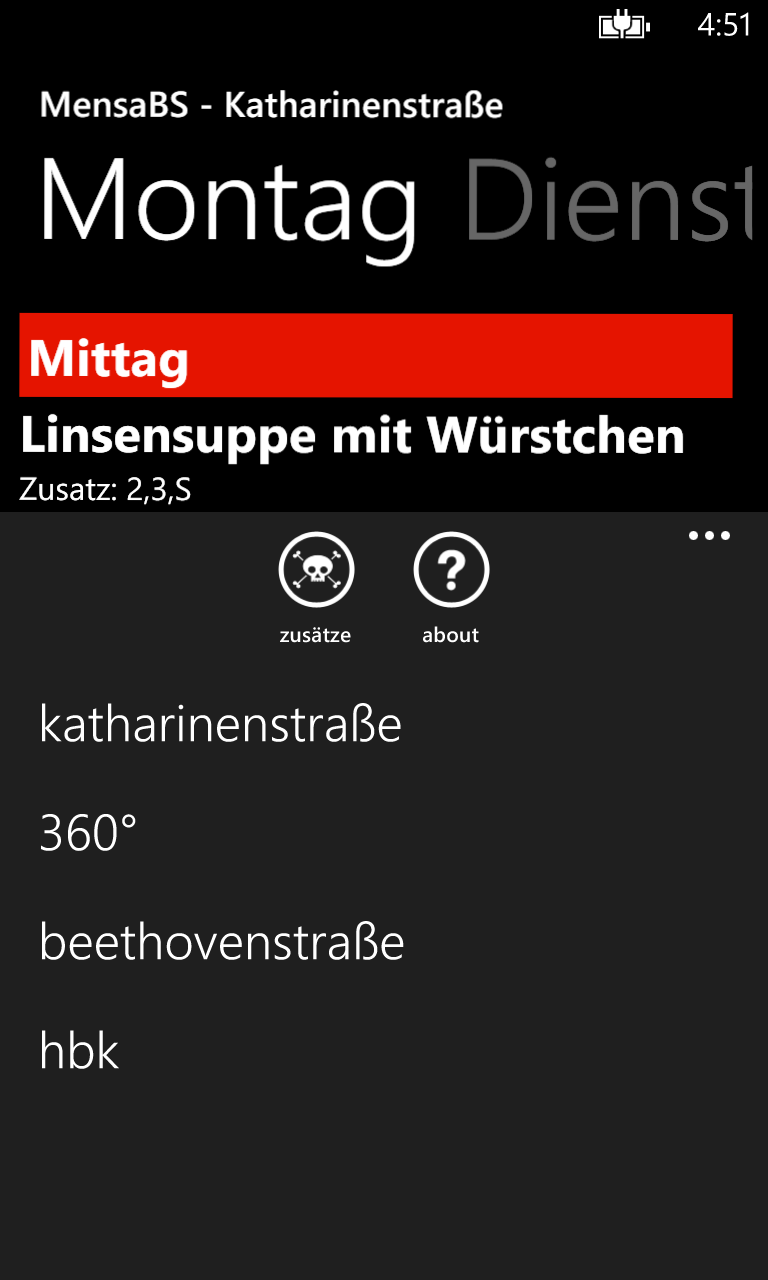 4:51
MensaBS - Katharinenstraße
Montag Dienst
Mittag
Linsensuppe mit Würstchen
Zusatz: 2,3,S
zusätze about
katharinenstraße
360°
beethovenstraße
hbk